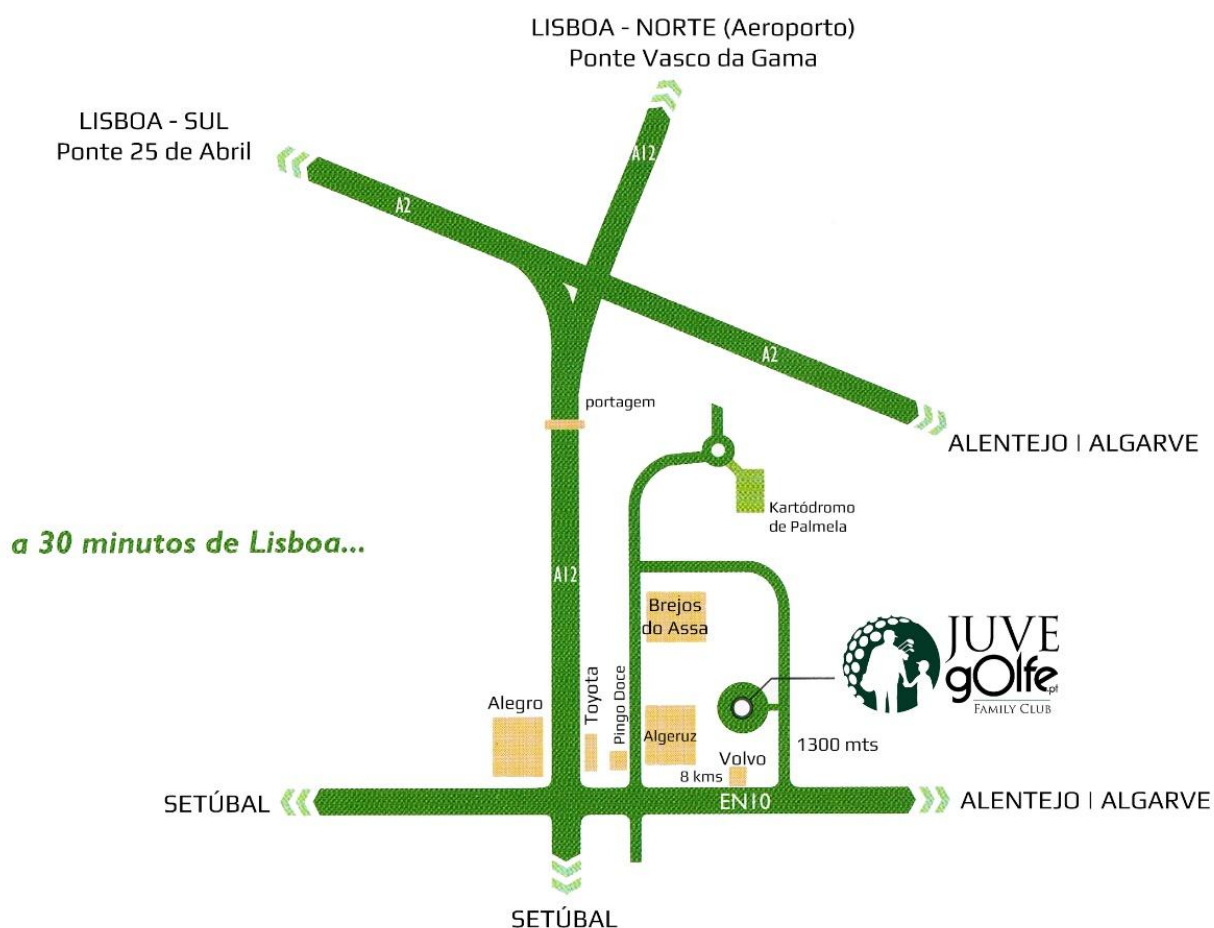 LISBOA - NORTE (Aeroporto)
Ponte Vasco da Gama
LISBOA - SUL
Ponte 25 de Abril
A12
A2
A2
portagem
ALENTEJO | ALGARVE
Kartódromo
de Palmela
a 30 minutos de Lisboa...
A12
Brejos
do Assa
JUVE
gOlfe.pt
FAMILY CLUB
Alegro
Toyota
Pingo Doce
Algeruz
Volvo
1300 mts
8 kms
SETÚBAL
EN10
ALENTEJO | ALGARVE
SETÚBAL